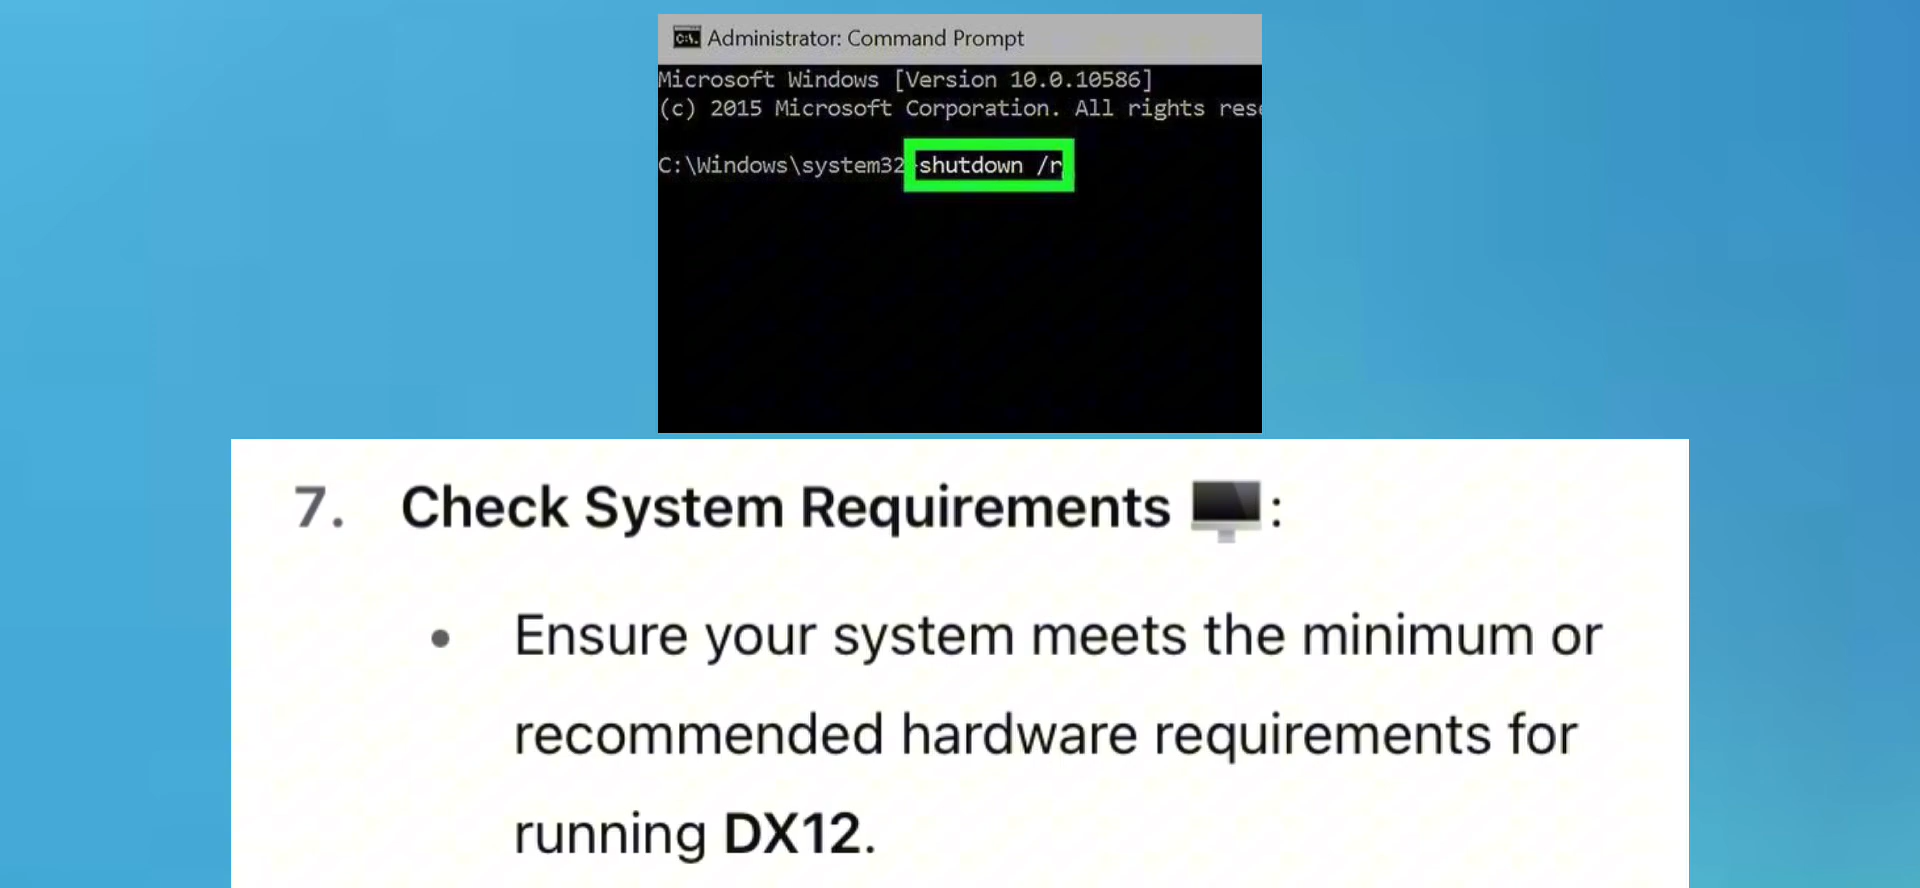 Administrator: Command Prompt
Microsoft Windows [Version 10.0.10586]
(c) 2015 Microsoft Corporation. All rights rese
C:\Windows\system32>shutdown /r
7. Check System Requirements 🖥️:
• Ensure your system meets the minimum or
recommended hardware requirements for
running DX12.